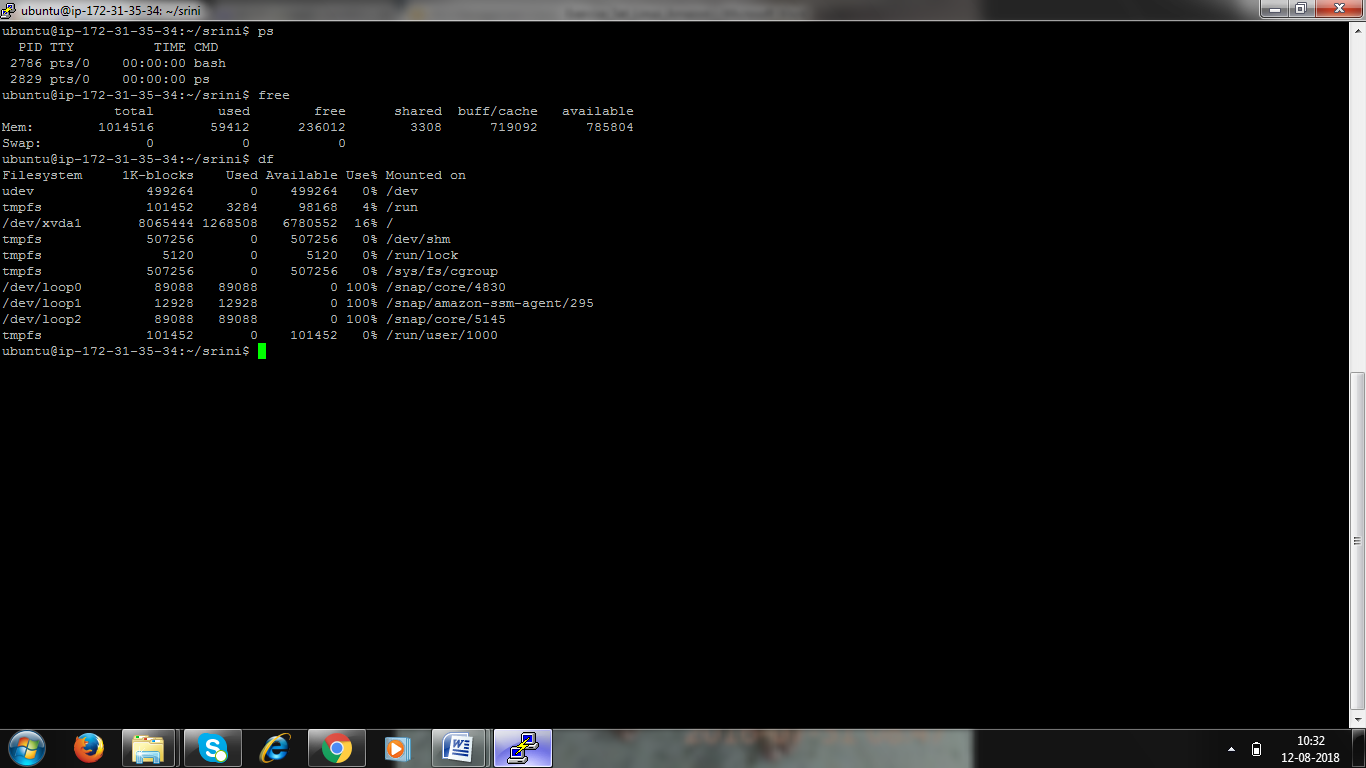 ubuntu@ip-172-31-35-34: ~/srini
ubuntu@ip-172-31-35-34:~/srini$ ps
  PID TTY          TIME CMD
 2786 pts/0    00:00:00 bash
 2829 pts/0    00:00:00 ps
ubuntu@ip-172-31-35-34:~/srini$ free
              total        used        free      shared  buff/cache   available
Mem:        1014516       59412      236012        3308      719092      785804
Swap:             0           0           0
ubuntu@ip-172-31-35-34:~/srini$ df
Filesystem     1K-blocks    Used Available Use% Mounted on
udev              499264       0    499264   0% /dev
tmpfs             101452    3284     98168   4% /run
/dev/xvda1       8065444 1268508   6780552  16% /
tmpfs             507256       0    507256   0% /dev/shm
tmpfs               5120       0      5120   0% /run/lock
tmpfs             507256       0    507256   0% /sys/fs/cgroup
/dev/loop0         89088   89088         0 100% /snap/core/4830
/dev/loop1         12928   12928         0 100% /snap/amazon-ssm-agent/295
/dev/loop2         89088   89088         0 100% /snap/core/5145
tmpfs             101452       0    101452   0% /run/user/1000
ubuntu@ip-172-31-35-34:~/srini$
10:32
12-08-2018